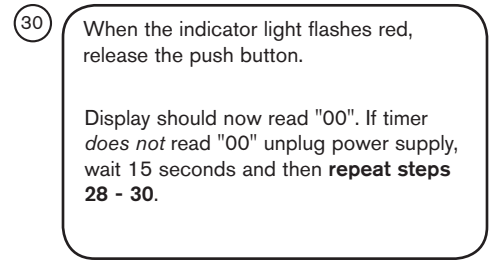 30
When the indicator light flashes red,
release the push button.
Display should now read "00". If timer
does not read "00" unplug power supply,
wait 15 seconds and then repeat steps
28 - 30.